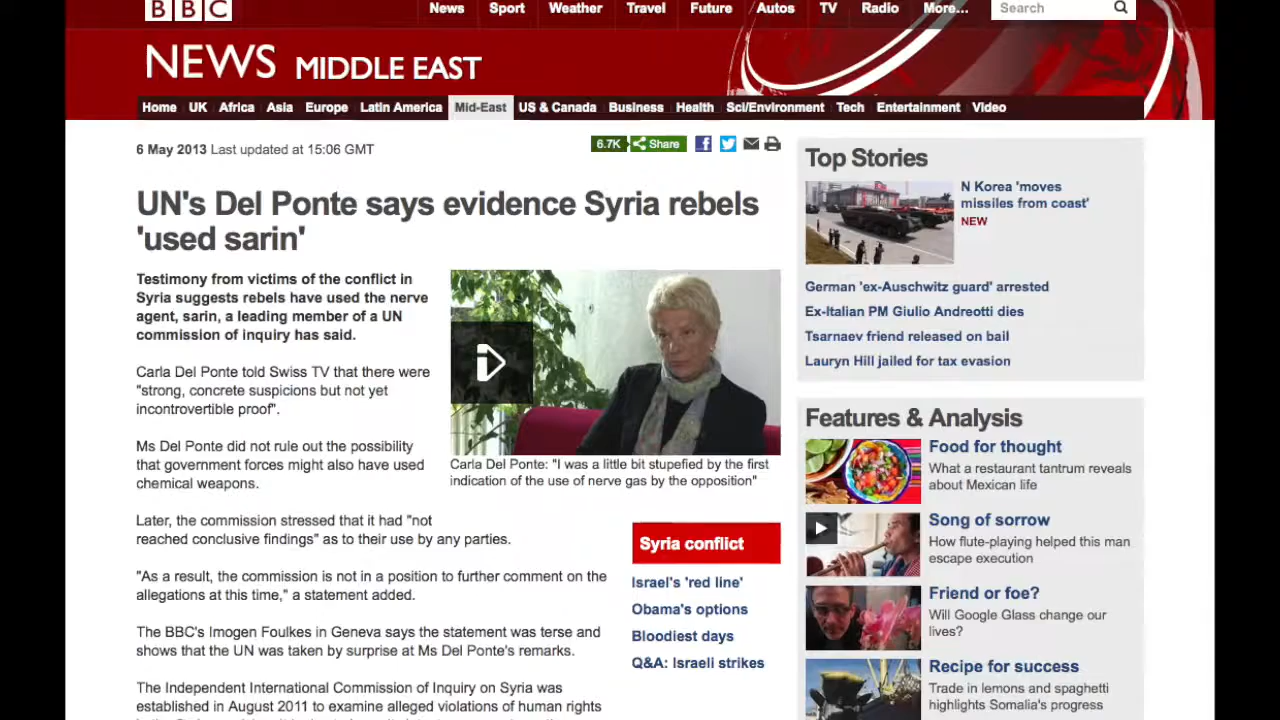 BBC
News Sport Weather Travel Future Autos TV Radio More... Search
NEWS MIDDLE EAST
Home UK Africa Asia Europe Latin America Mid-East US & Canada Business Health Sci/Environment Tech Entertainment Video
6 May 2013 Last updated at 15:06 GMT
6.7K Share
UN's Del Ponte says evidence Syria rebels
'used sarin'
Testimony from victims of the conflict in
Syria suggests rebels have used the nerve
agent, sarin, a leading member of a UN
commission of inquiry has said.
Carla Del Ponte told Swiss TV that there were
"strong, concrete suspicions but not yet
incontrovertible proof".
Ms Del Ponte did not rule out the possibility
that government forces might also have used
chemical weapons.
Carla Del Ponte: "I was a little bit stupefied by the first
indication of the use of nerve gas by the opposition"
Later, the commission stressed that it had "not
reached conclusive findings" as to their use by any parties.
"As a result, the commission is not in a position to further comment on the
allegations at this time," a statement added.
The BBC's Imogen Foulkes in Geneva says the statement was terse and
shows that the UN was taken by surprise at Ms Del Ponte's remarks.
The Independent International Commission of Inquiry on Syria was
established in August 2011 to examine alleged violations of human rights
Syria conflict
Israel's 'red line'
Obama's options
Bloodiest days
Q&A: Israeli strikes
Top Stories
N Korea 'moves
missiles from coast'
NEW
German 'ex-Auschwitz guard' arrested
Ex-Italian PM Giulio Andreotti dies
Tsarnaev friend released on bail
Lauryn Hill jailed for tax evasion
Features & Analysis
Food for thought
What a restaurant tantrum reveals
about Mexican life
Song of sorrow
How flute-playing helped this man
escape execution
Friend or foe?
Will Google Glass change our
lives?
Recipe for success
Trade in lemons and spaghetti
highlights Somalia's progress